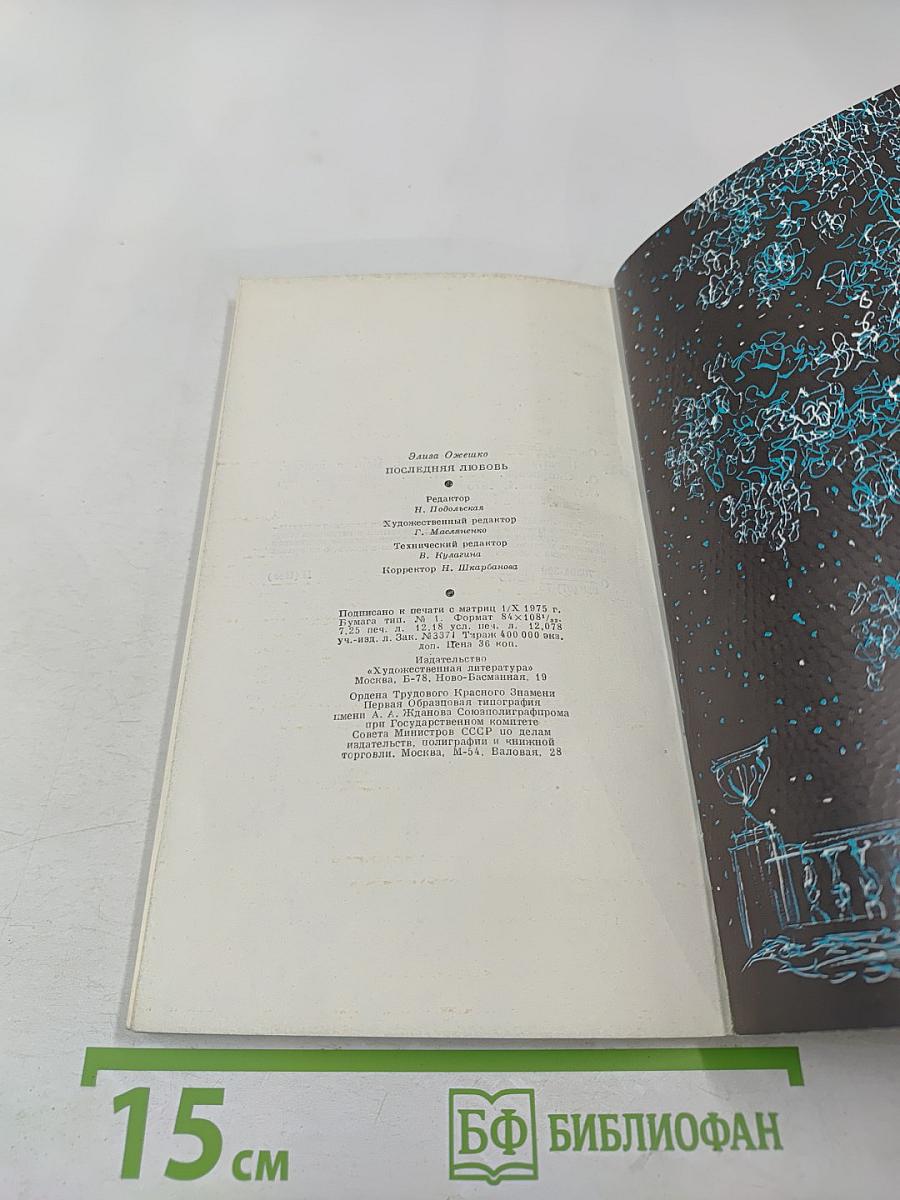 Элиза Ожешко
ПОСЛЕДНЯЯ ЛЮБОВЬ
Редактор
Н. Подольская
Художественный редактор
Г. Масляненко
Технический редактор
В. Кулагина
Корректор Н. Шкарбанова
Подписано к печати с матриц 1/X 1975 г.
Бумага тип. № 1. Формат 84×108¹/₃₂.
7,25 печ. л. 12,18 усл. печ. л. 12,078
Уч.-изд. л. Зак. №3371 Тираж 400 000 экз.
доп. Цена 36 коп.
Издательство
«Художественная литература»
Москва, Б-78, Ново-Басманная, 19
Ордена Трудового Красного Знамени
Первая Образцовая типография
имени А. А. Жданова Союзполиграфпрома
при Государственном комитете
Совета Министров СССР по делам
издательств, полиграфии и книжной
торговли. Москва, М-54, Валовая, 28
15 см
БФ БИБЛИОФАН